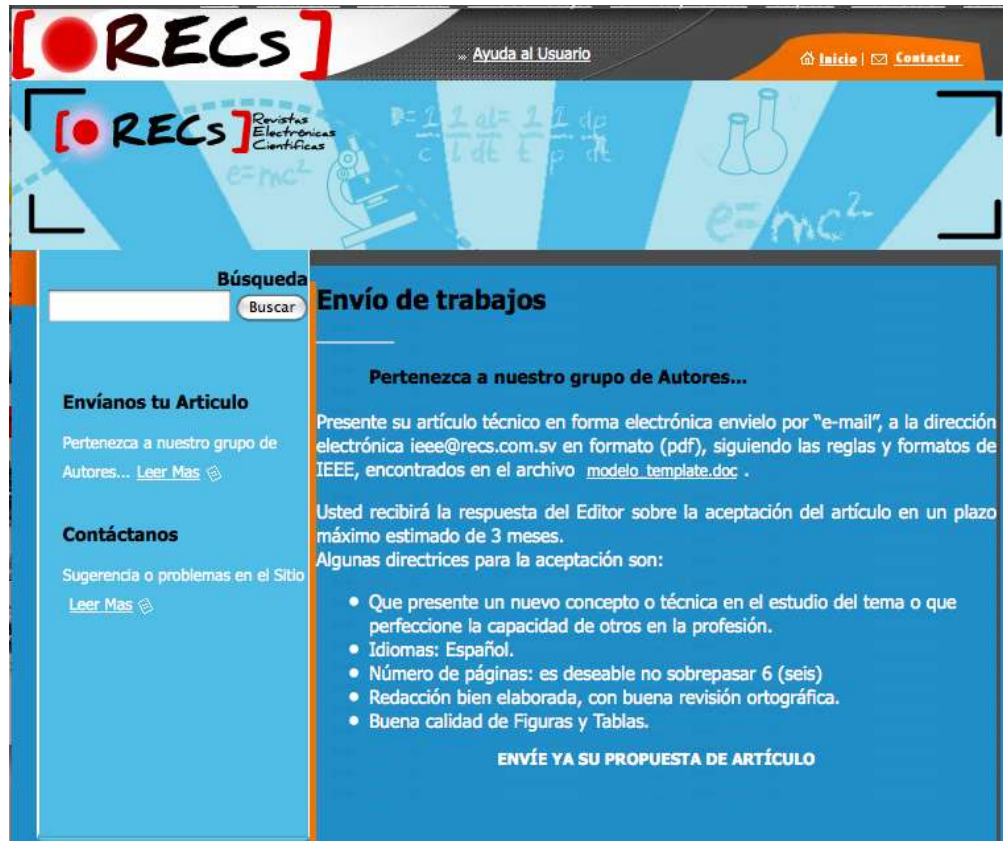 [● RECs]
» Ayuda al Usuario
Inicio | Contactar
[● RECs] Revistas
Electrónicas
Científicas
e=mc²
e=mc²
Búsqueda
Buscar
Envíanos tu Articulo
Pertenezca a nuestro grupo de
Autores... Leer Mas
Contáctanos
Sugerencia o problemas en el Sitio
Leer Mas
Envío de trabajos
Pertenezca a nuestro grupo de Autores...
Presente su artículo técnico en forma electrónica envielo por “e-mail”, a la dirección
electrónica ieee@recs.com.sv en formato (pdf), siguiendo las reglas y formatos de
IEEE, encontrados en el archivo modelo_template.doc .
Usted recibirá la respuesta del Editor sobre la aceptación del artículo en un plazo
máximo estimado de 3 meses.
Algunas directrices para la aceptación son:
• Que presente un nuevo concepto o técnica en el estudio del tema o que
perfeccione la capacidad de otros en la profesión.
• Idiomas: Español.
• Número de páginas: es deseable no sobrepasar 6 (seis)
• Redacción bien elaborada, con buena revisión ortográfica.
• Buena calidad de Figuras y Tablas.
ENVÍE YA SU PROPUESTA DE ARTÍCULO